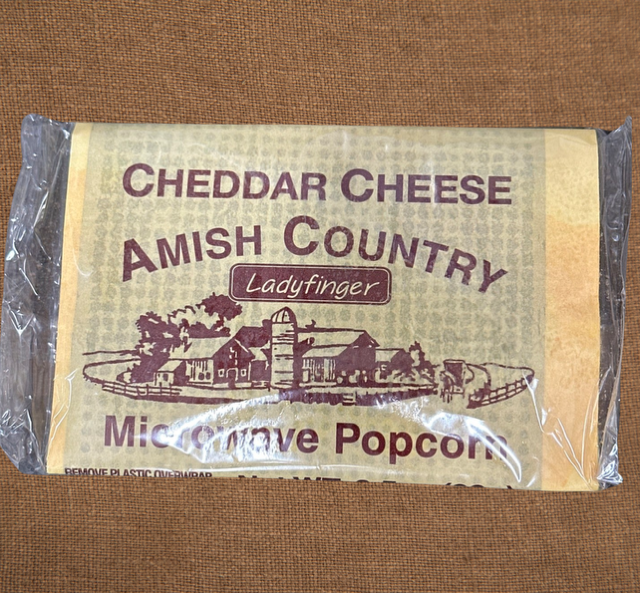 CHEDDAR CHEESE
AMISH COUNTRY
Ladyfinger
Microwave Popcorn
REMOVE PLASTIC OVERWRAP